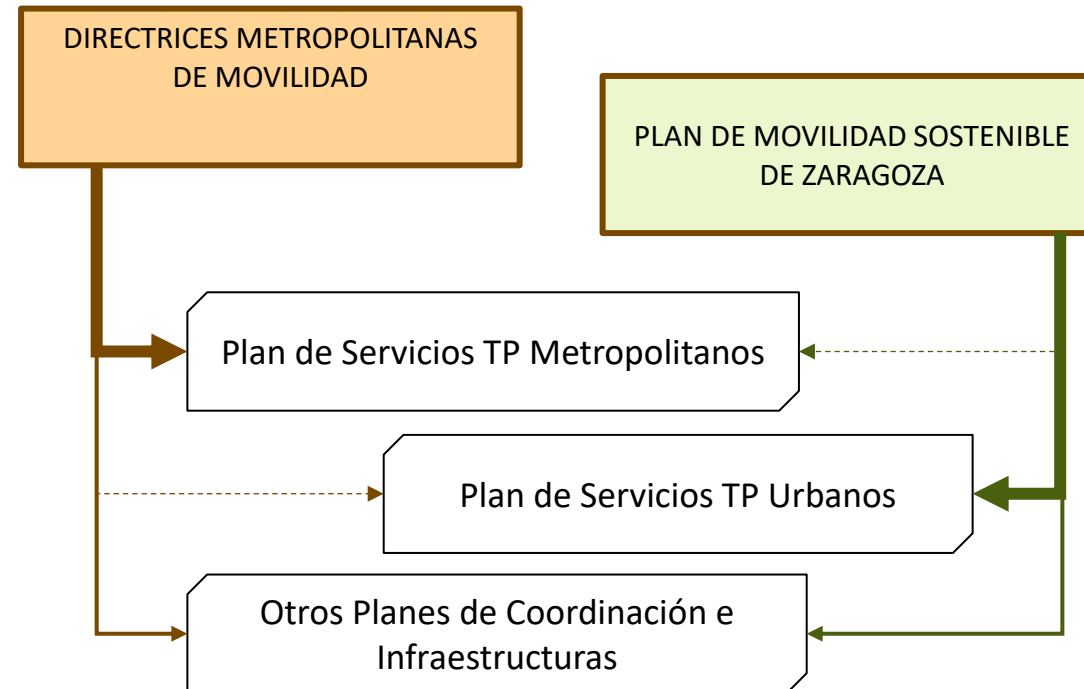 DIRECTRICES METROPOLITANAS
DE MOVILIDAD
PLAN DE MOVILIDAD SOSTENIBLE
DE ZARAGOZA
Plan de Servicios TP Metropolitanos
Plan de Servicios TP Urbanos
Otros Planes de Coordinación e
Infraestructuras